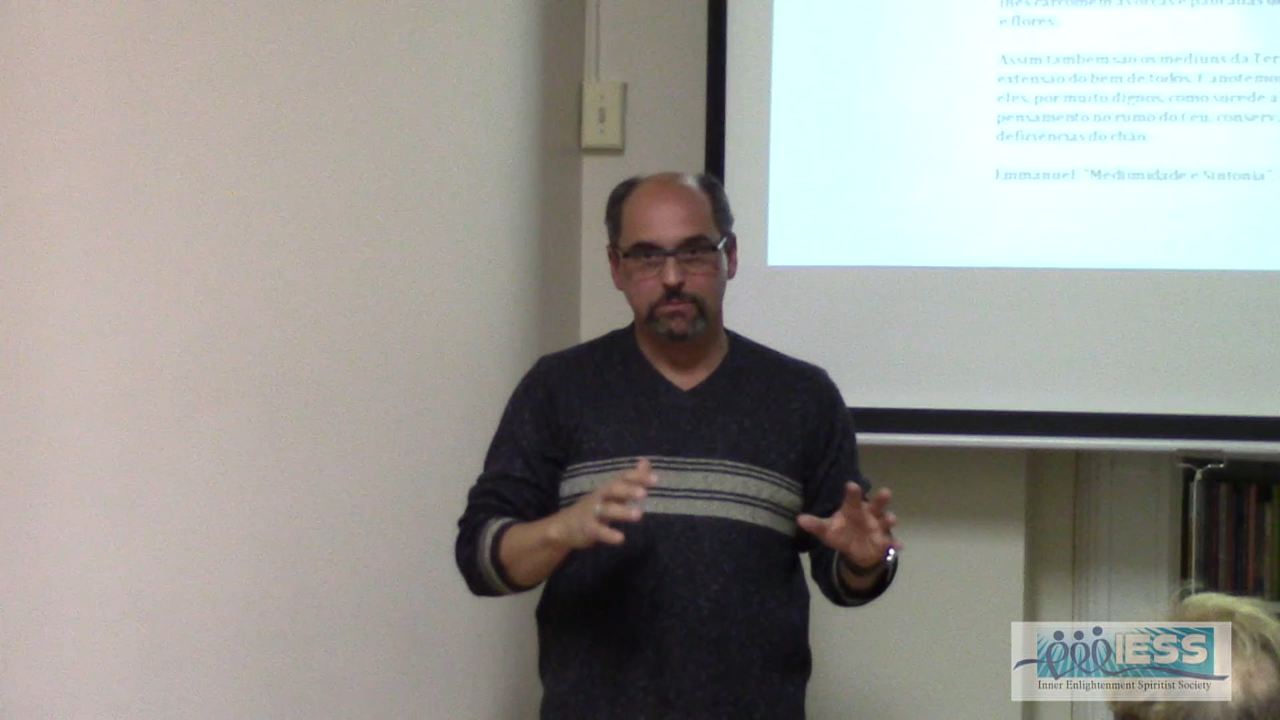 e flores.
Assim também são os médiuns da Ter
extensão do bem de todos. E anotemos
eles, por muito dignos, como sucede a
pensamento no rumo do Céu, conserv
deficiências do chão.
Emmanuel: "Mediunidade e Sintonia"
IESS
Inner Enlightenment Spiritist Society